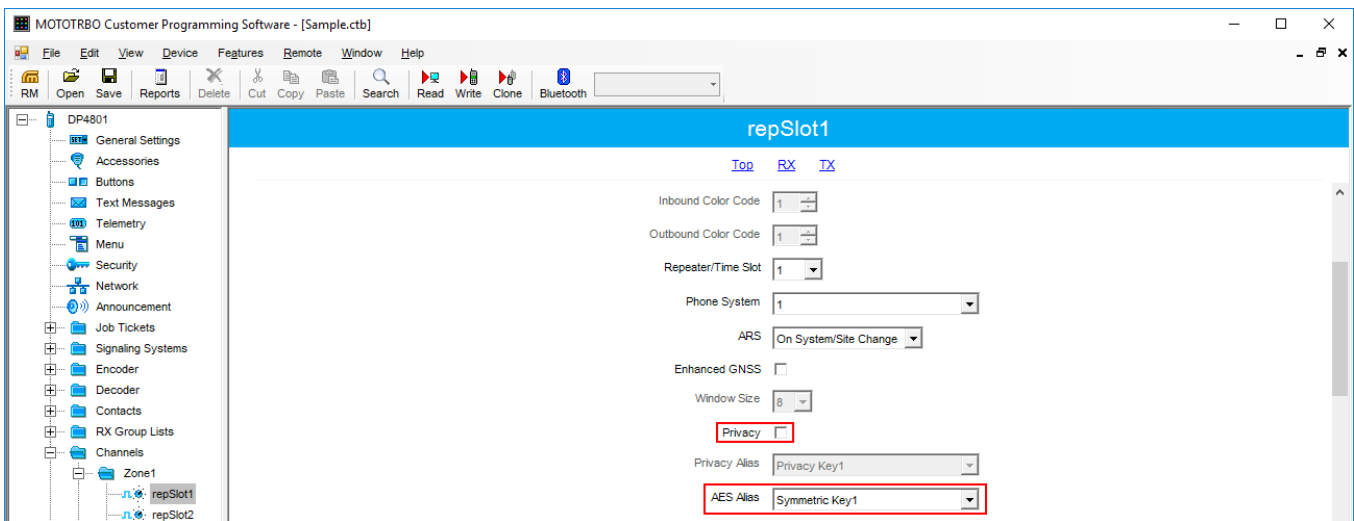 MOTOTRBO Customer Programming Software - [Sample.ctb]
File Edit View Device Features Remote Window Help
RM Open Save Reports Delete Cut Copy Paste Search Read Write Clone Bluetooth
DP4801
SET
General Settings
Accessories
Buttons
Text Messages
101
Telemetry
Menu
Security
Network
Announcement
Job Tickets
Signaling Systems
Encoder
Decoder
Contacts
RX Group Lists
Channels
Zone1
repSlot1
repSlot2
repSlot1
Top RX TX
Inbound Color Code 1
Outbound Color Code 1
Repeater/Time Slot 1
Phone System 1
ARS On System/Site Change
Enhanced GNSS
Window Size 8
Privacy
Privacy Alias Privacy Key1
AES Alias Symmetric Key1